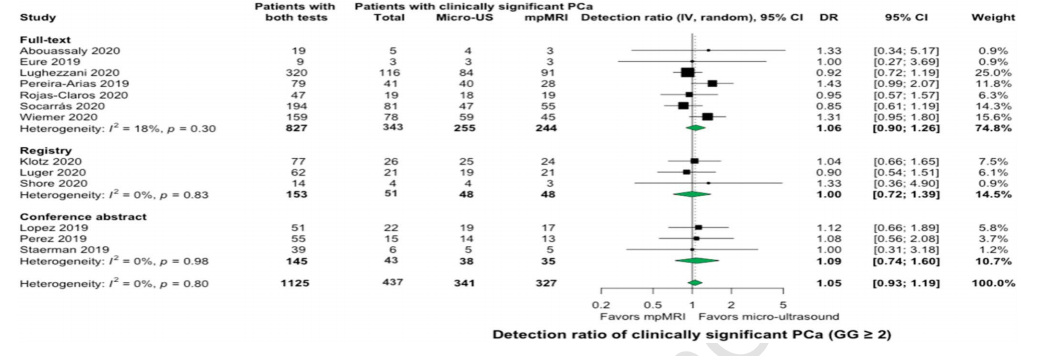 Patients with Patients with clinically significant PCa
Study both tests Total Micro-US mpMRI Detection ratio (IV, random), 95% CI DR 95% CI Weight
Full-text
Abouassaly 2020 19 5 4 3 1.33 [0.34; 5.17] 0.9%
Eure 2019 9 3 3 3 1.00 [0.27; 3.69] 0.9%
Lughezzani 2020 320 116 84 91 0.92 [0.72; 1.19] 25.0%
Pereira-Arias 2019 79 41 40 28 1.43 [0.99; 2.07] 11.8%
Rojas-Claros 2020 47 19 18 19 0.95 [0.57; 1.57] 6.3%
Socarrás 2020 194 81 47 55 0.85 [0.61; 1.19] 14.3%
Wiemer 2020 159 78 59 45 1.31 [0.95; 1.80] 15.6%
Heterogeneity: I² = 18%, p = 0.30 827 343 255 244 1.06 [0.90; 1.26] 74.8%
Registry
Klotz 2020 77 26 25 24 1.04 [0.66; 1.65] 7.5%
Luger 2020 62 21 19 21 0.90 [0.54; 1.51] 6.1%
Shore 2020 14 4 4 3 1.33 [0.36; 4.90] 0.9%
Heterogeneity: I² = 0%, p = 0.83 153 51 48 48 1.00 [0.72; 1.39] 14.5%
Conference abstract
Lopez 2019 51 22 19 17 1.12 [0.66; 1.89] 5.8%
Perez 2019 55 15 14 13 1.08 [0.56; 2.08] 3.7%
Staerman 2019 39 6 5 5 1.00 [0.31; 3.18] 1.2%
Heterogeneity: I² = 0%, p = 0.98 145 43 38 35 1.09 [0.74; 1.60] 10.7%
Heterogeneity: I² = 0%, p = 0.80 1125 437 341 327 1.05 [0.93; 1.19] 100.0%
0.2 0.5 1 2 5
Favors mpMRI Favors micro-ultrasound
Detection ratio of clinically significant PCa (GG ≥ 2)